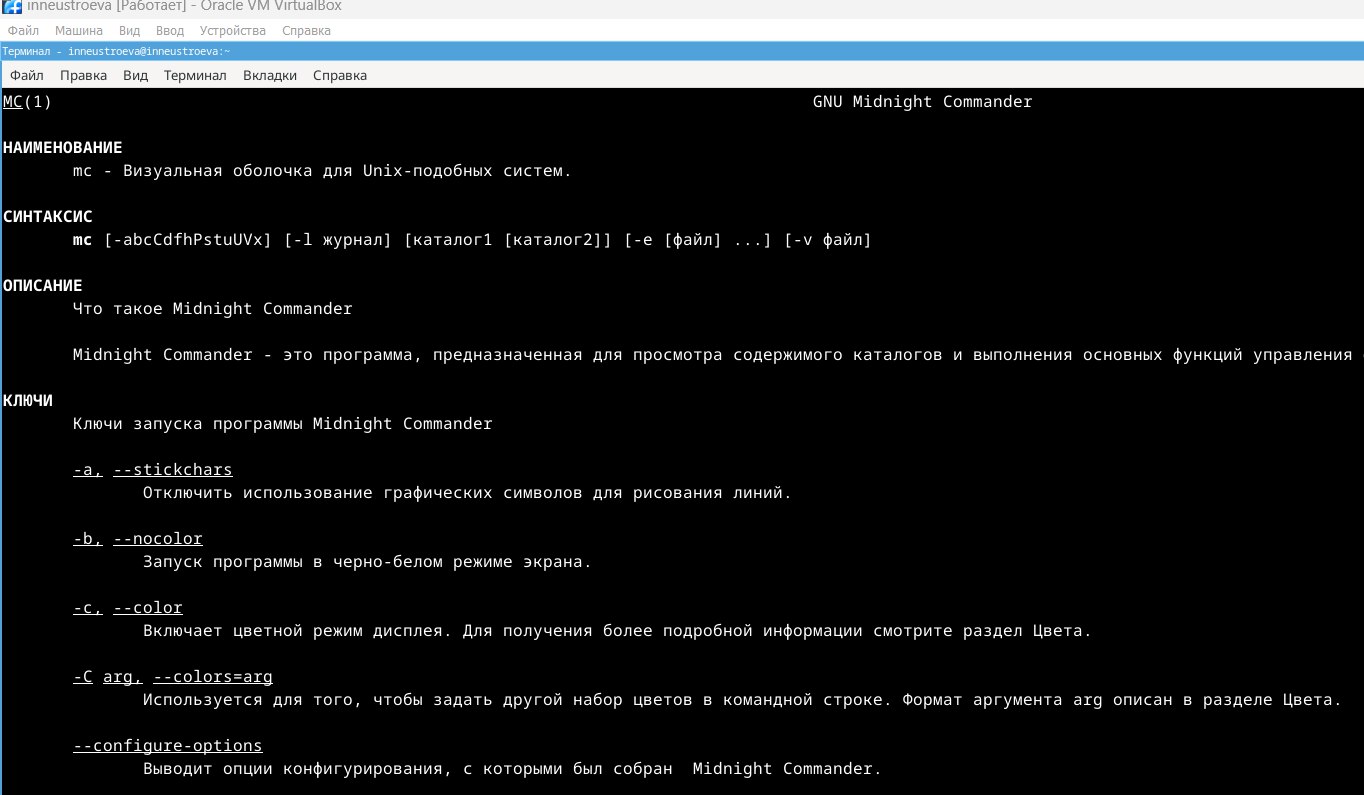 inneustroeva [Работает] - Oracle VM VirtualBox
Файл Машина Вид Ввод Устройства Справка
Терминал - inneustroeva@inneustroeva:~
Файл Правка Вид Терминал Вкладки Справка
MC(1) GNU Midnight Commander
НАИМЕНОВАНИЕ
mc - Визуальная оболочка для Unix-подобных систем.
СИНТАКСИС
mc [-abcCdfhPstuUVx] [-l журнал] [каталог1 [каталог2]] [-e [файл] ...] [-v файл]
ОПИСАНИЕ
Что такое Midnight Commander
Midnight Commander - это программа, предназначенная для просмотра содержимого каталогов и выполнения основных функций управления
КЛЮЧИ
Ключи запуска программы Midnight Commander
-a, --stickchars
Отключить использование графических символов для рисования линий.
-b, --nocolor
Запуск программы в черно-белом режиме экрана.
-c, --color
Включает цветной режим дисплея. Для получения более подробной информации смотрите раздел Цвета.
-C arg, --colors=arg
Используется для того, чтобы задать другой набор цветов в командной строке. Формат аргумента arg описан в разделе Цвета.
--configure-options
Выводит опции конфигурирования, с которыми был собран  Midnight Commander.